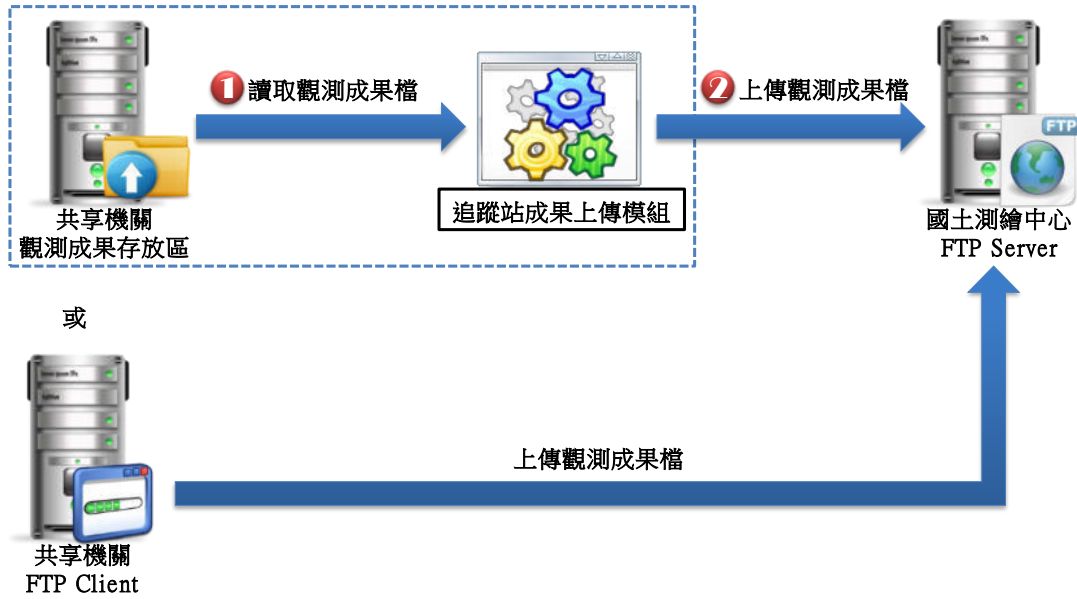 1 讀取觀測成果檔
2 上傳觀測成果檔
FTP
追蹤站成果上傳模組
共享機關
觀測成果存放區
國土測繪中心
FTP Server
或
上傳觀測成果檔
共享機關
FTP Client